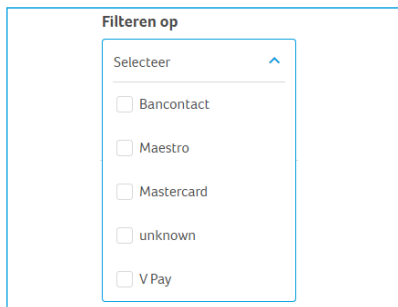 Filteren op
Selecteer
Bancontact
Maestro
Mastercard
unknown
V Pay